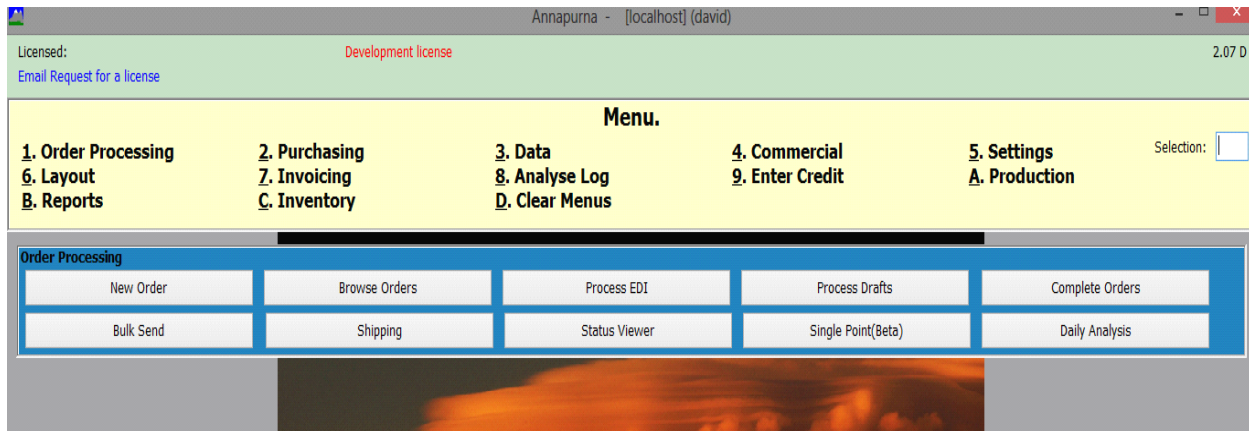 Annapurna - [localhost] (david)
X
Licensed: Development license 2.07 D
Email Request for a license
Menu.
1. Order Processing 2. Purchasing 3. Data 4. Commercial 5. Settings Selection:
6. Layout 7. Invoicing 8. Analyse Log 9. Enter Credit A. Production
B. Reports C. Inventory D. Clear Menus
Order Processing
New Order Browse Orders Process EDI Process Drafts Complete Orders
Bulk Send Shipping Status Viewer Single Point(Beta) Daily Analysis